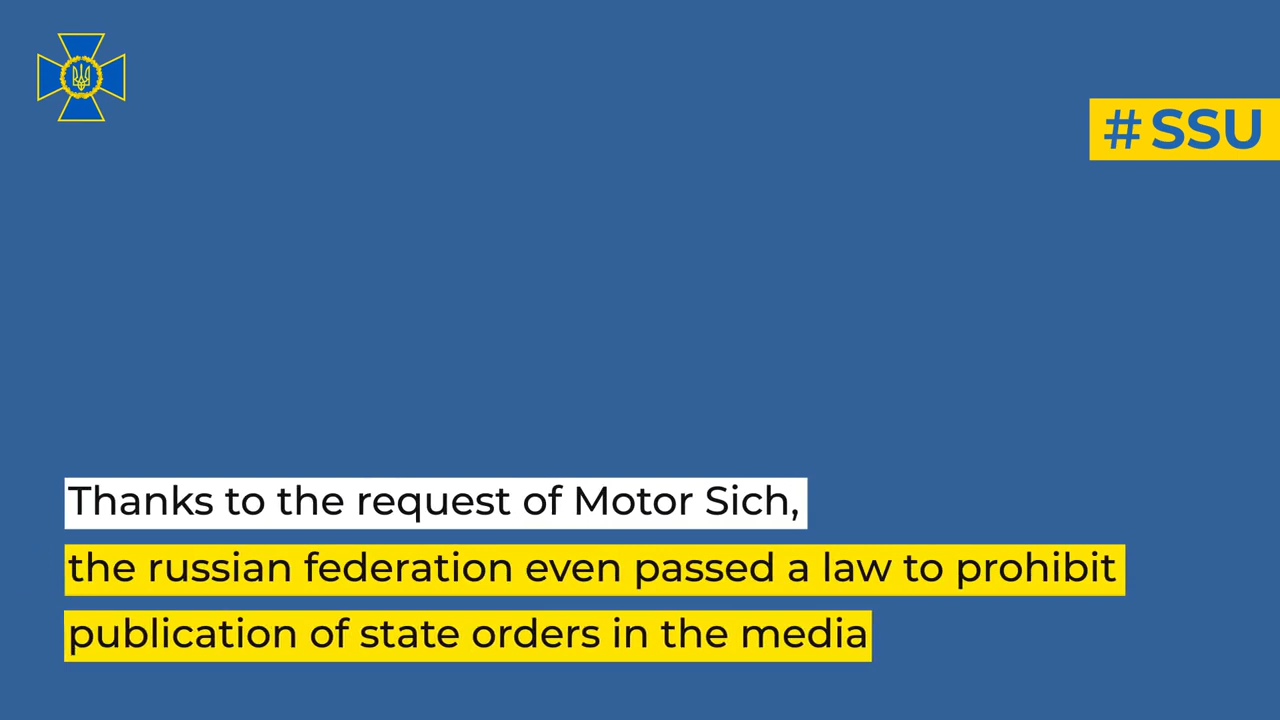 #SSU
Thanks to the request of Motor Sich,
the russian federation even passed a law to prohibit
publication of state orders in the media